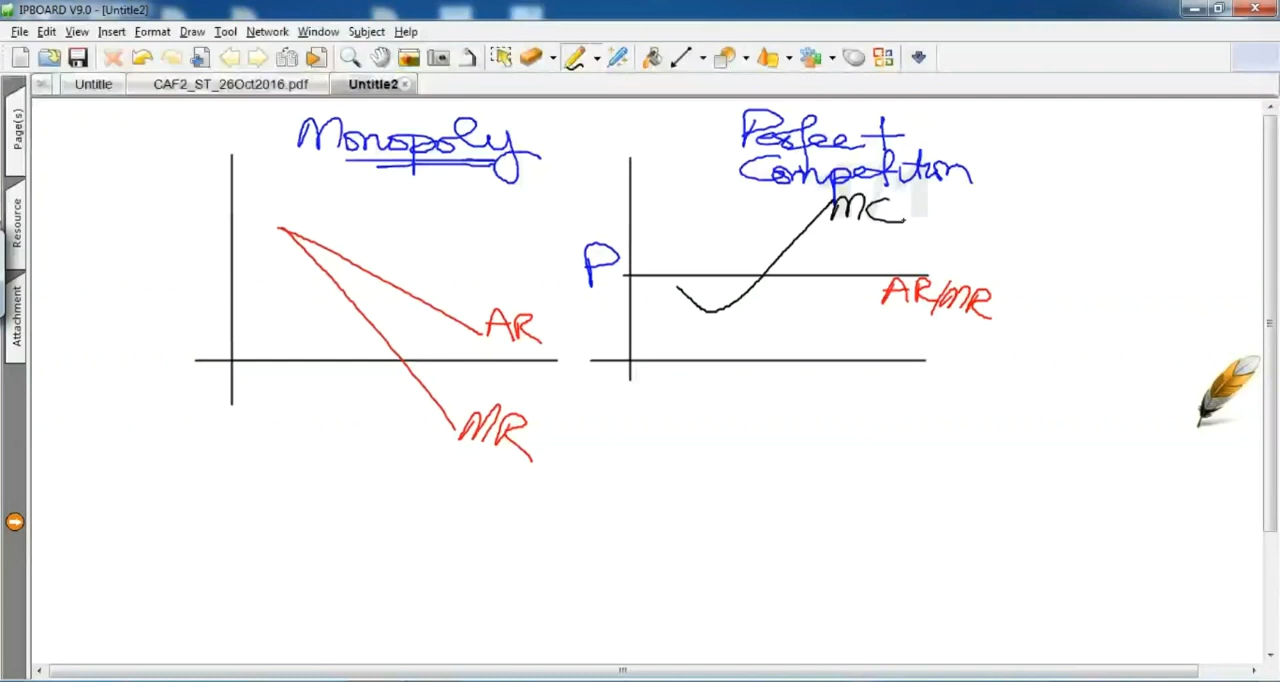 IPBOARD V9.0 - [Untitle2]
File Edit View Insert Format Draw Tool Network Window Subject Help
Untitle CAF2_ST_26Oct2016.pdf Untitle2
Page(s)
Resource
Attachment
Monopoly
Perfect
Competition
MC
P
AR/MR
AR
MR